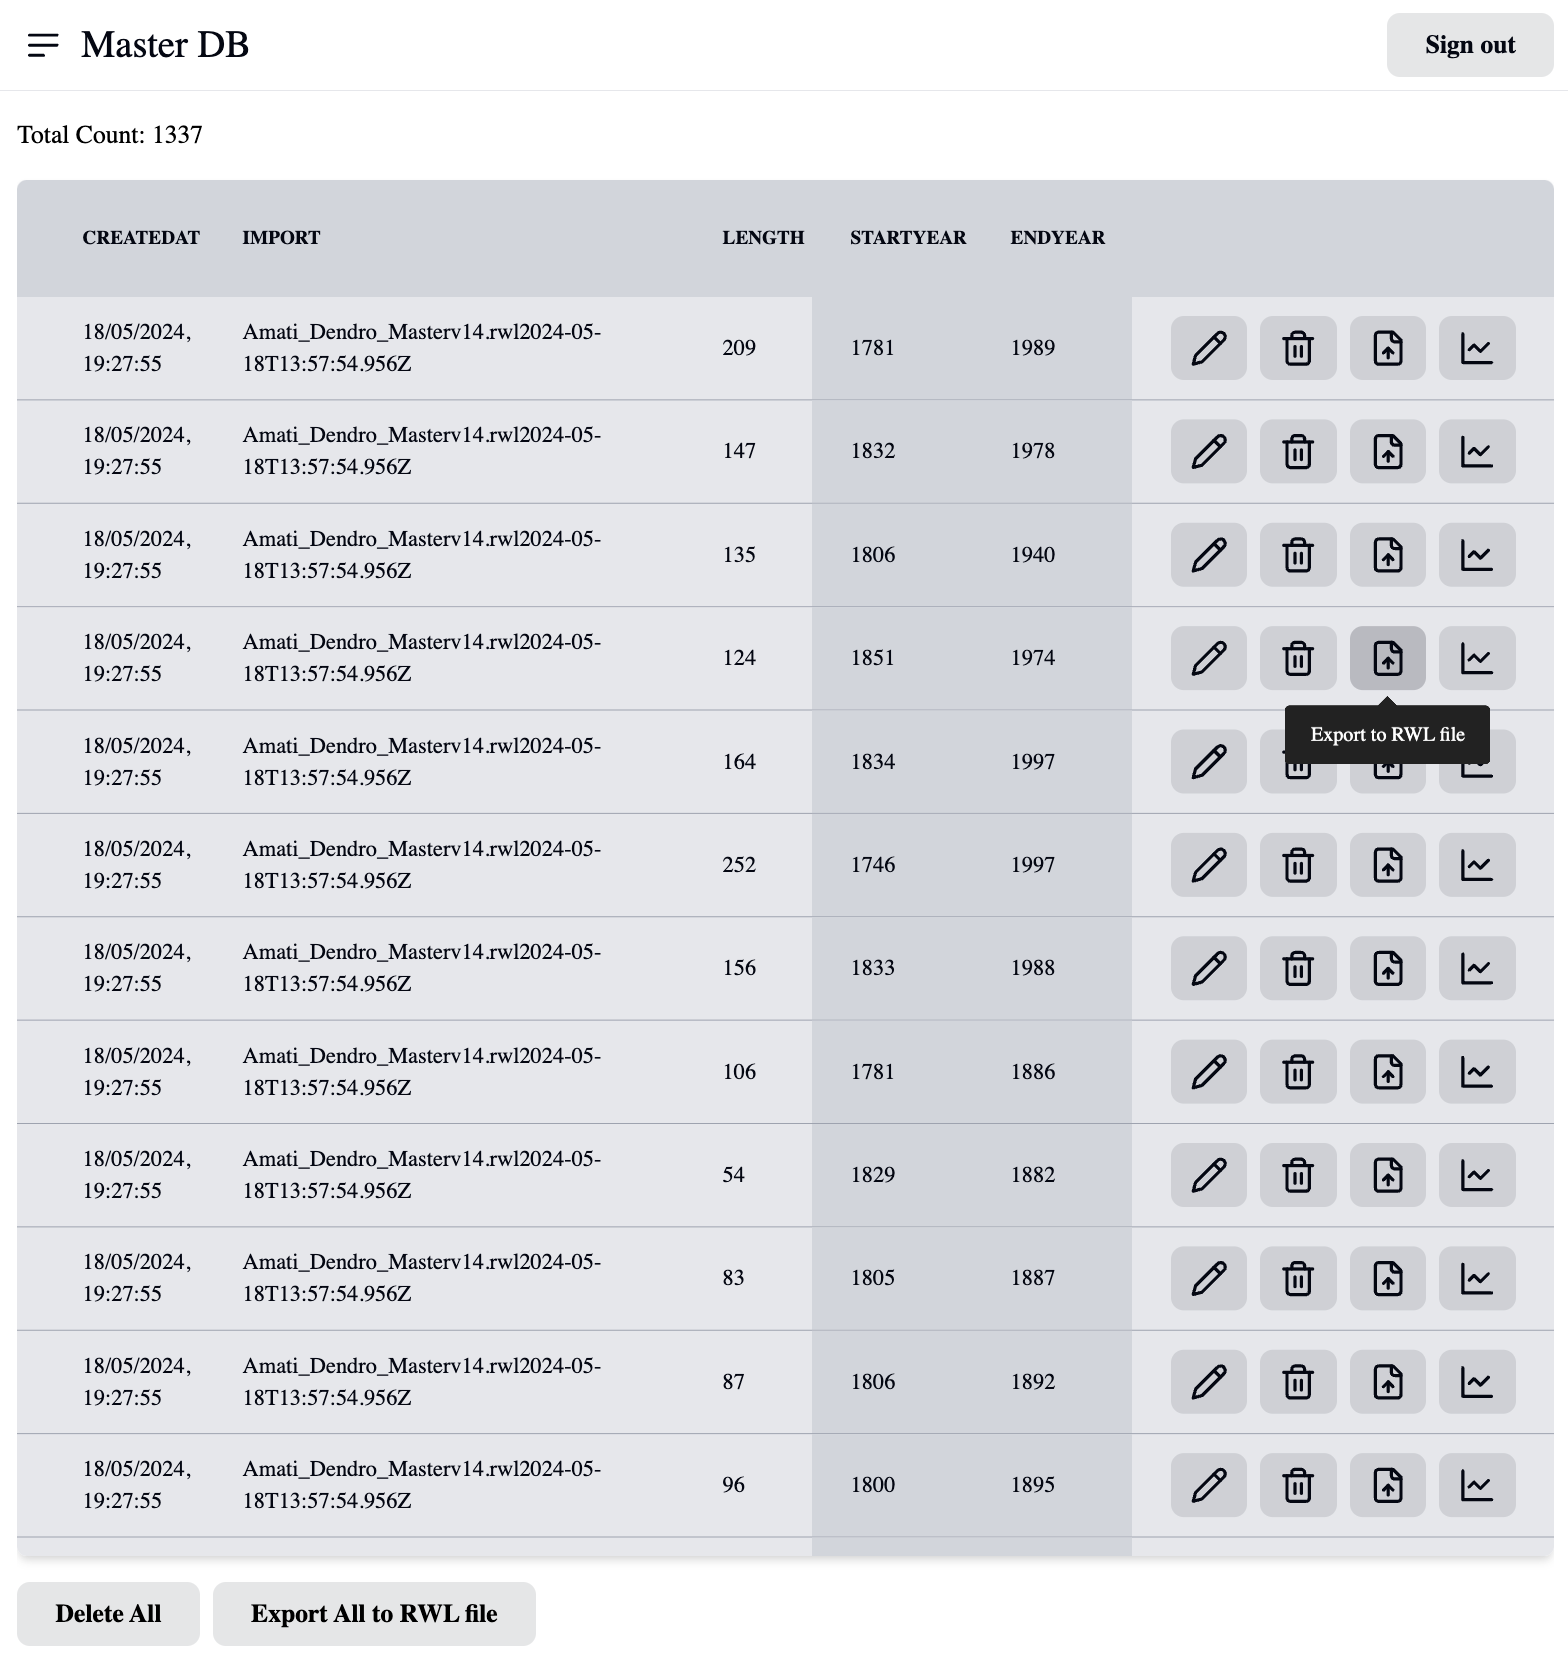 Master DB
Sign out
Total Count: 1337
CREATEDAT IMPORT LENGTH STARTYEAR ENDYEAR
18/05/2024, Amati_Dendro_Masterv14.rwl2024-05-
19:27:55 18T13:57:54.956Z 209 1781 1989
18/05/2024, Amati_Dendro_Masterv14.rwl2024-05-
19:27:55 18T13:57:54.956Z 147 1832 1978
18/05/2024, Amati_Dendro_Masterv14.rwl2024-05-
19:27:55 18T13:57:54.956Z 135 1806 1940
18/05/2024, Amati_Dendro_Masterv14.rwl2024-05-
19:27:55 18T13:57:54.956Z 124 1851 1974
Export to RWL file
18/05/2024, Amati_Dendro_Masterv14.rwl2024-05-
19:27:55 18T13:57:54.956Z 164 1834 1997
18/05/2024, Amati_Dendro_Masterv14.rwl2024-05-
19:27:55 18T13:57:54.956Z 252 1746 1997
18/05/2024, Amati_Dendro_Masterv14.rwl2024-05-
19:27:55 18T13:57:54.956Z 156 1833 1988
18/05/2024, Amati_Dendro_Masterv14.rwl2024-05-
19:27:55 18T13:57:54.956Z 106 1781 1886
18/05/2024, Amati_Dendro_Masterv14.rwl2024-05-
19:27:55 18T13:57:54.956Z 54 1829 1882
18/05/2024, Amati_Dendro_Masterv14.rwl2024-05-
19:27:55 18T13:57:54.956Z 83 1805 1887
18/05/2024, Amati_Dendro_Masterv14.rwl2024-05-
19:27:55 18T13:57:54.956Z 87 1806 1892
18/05/2024, Amati_Dendro_Masterv14.rwl2024-05-
19:27:55 18T13:57:54.956Z 96 1800 1895
Delete All
Export All to RWL file